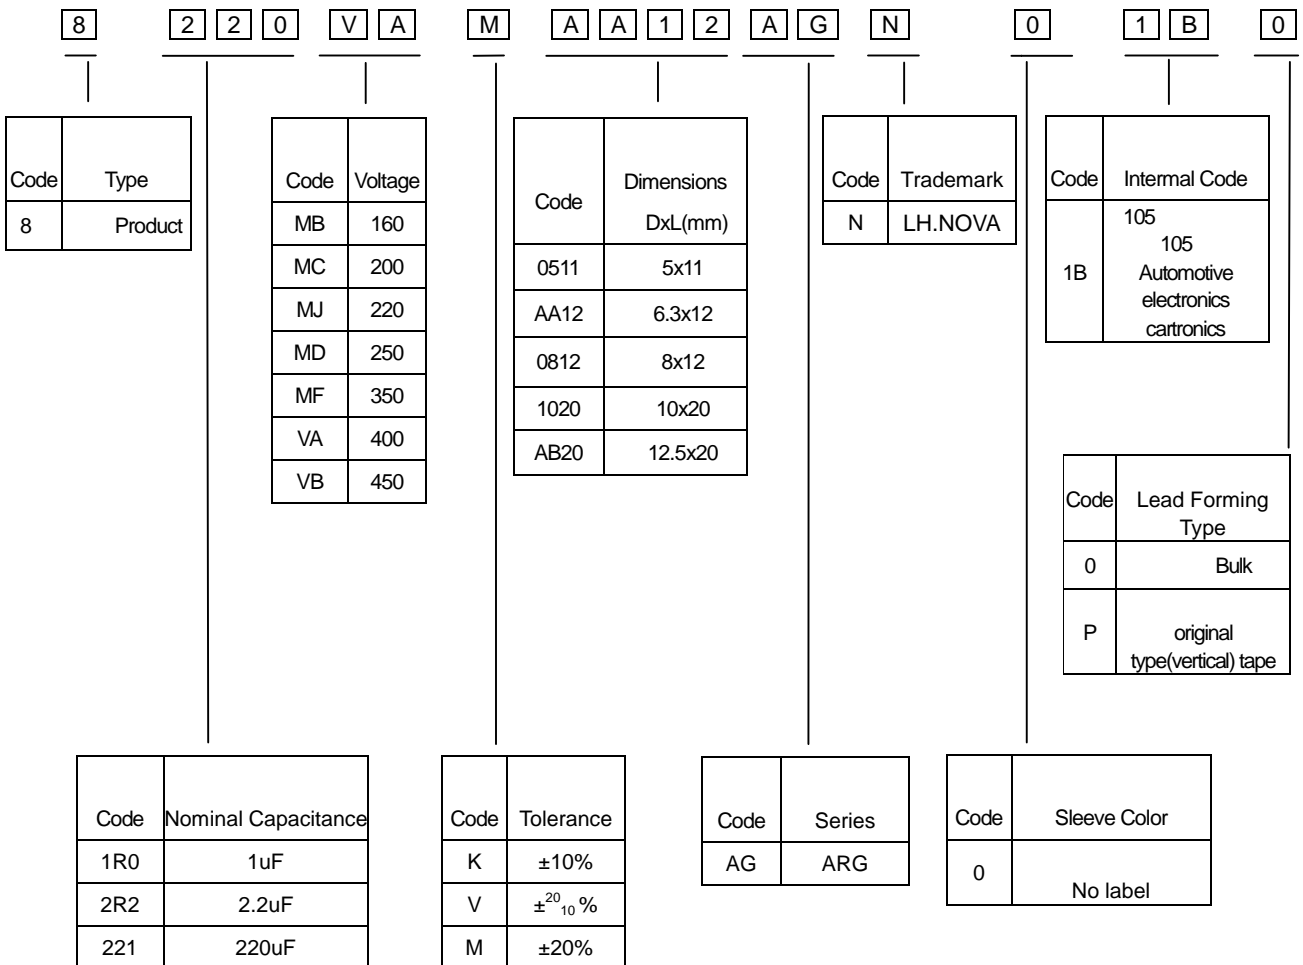 8 2 2 0 V A M A A 1 2 A G N 0 1 B 0
Code Type
8 Product
Code Voltage
MB 160
MC 200
MJ 220
MD 250
MF 350
VA 400
VB 450
Code Dimensions
DxL(mm)
0511 5x11
AA12 6.3x12
0812 8x12
1020 10x20
AB20 12.5x20
Code Trademark
N LH.NOVA
Code Intermal Code
105
105
1B Automotive
electronics
cartronics
Code Lead Forming
Type
0 Bulk
P original
type(vertical) tape
Code Nominal Capacitance
1R0 1uF
2R2 2.2uF
221 220uF
Code Tolerance
K ±10%
V ±20 10 %
M ±20%
Code Series
AG ARG
Code Sleeve Color
0 No label